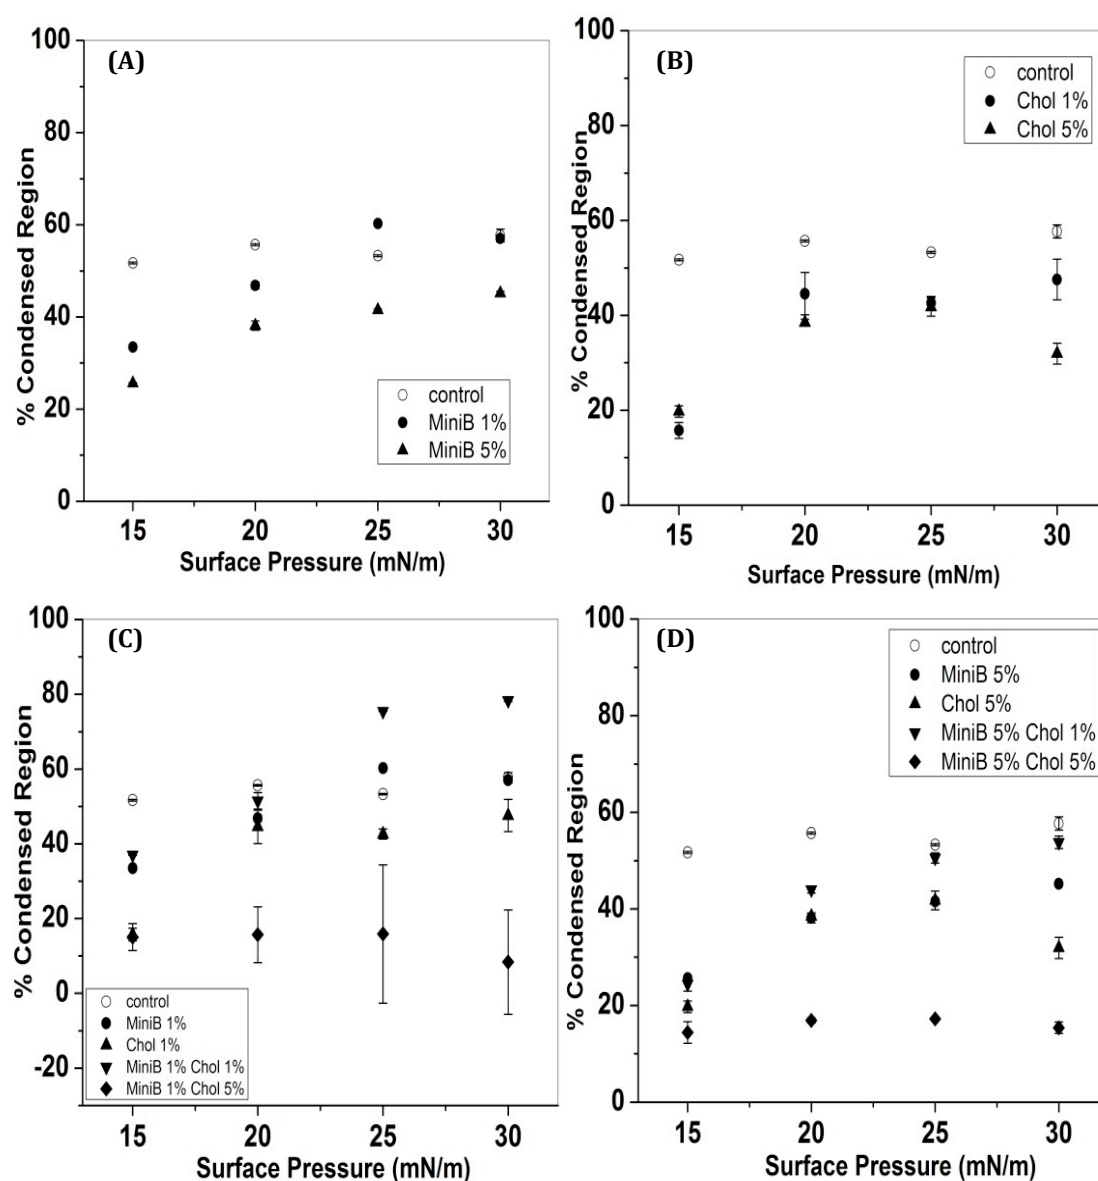 (A)
% Condensed Region
100
80
60
40
20
0
control
MiniB 1%
MiniB 5%
15 20 25 30
Surface Pressure (mN/m)
(B)
% Condensed Region
100
80
60
40
20
0
control
Chol 1%
Chol 5%
15 20 25 30
Surface Pressure (mN/m)
(C)
% Condensed Region
100
80
60
40
20
0
-20
control
MiniB 1%
Chol 1%
MiniB 1% Chol 1%
MiniB 1% Chol 5%
15 20 25 30
Surface Pressure (mN/m)
(D)
% Condensed Region
100
80
60
40
20
0
control
MiniB 5%
Chol 5%
MiniB 5% Chol 1%
MiniB 5% Chol 5%
15 20 25 30
Surface Pressure (mN/m)